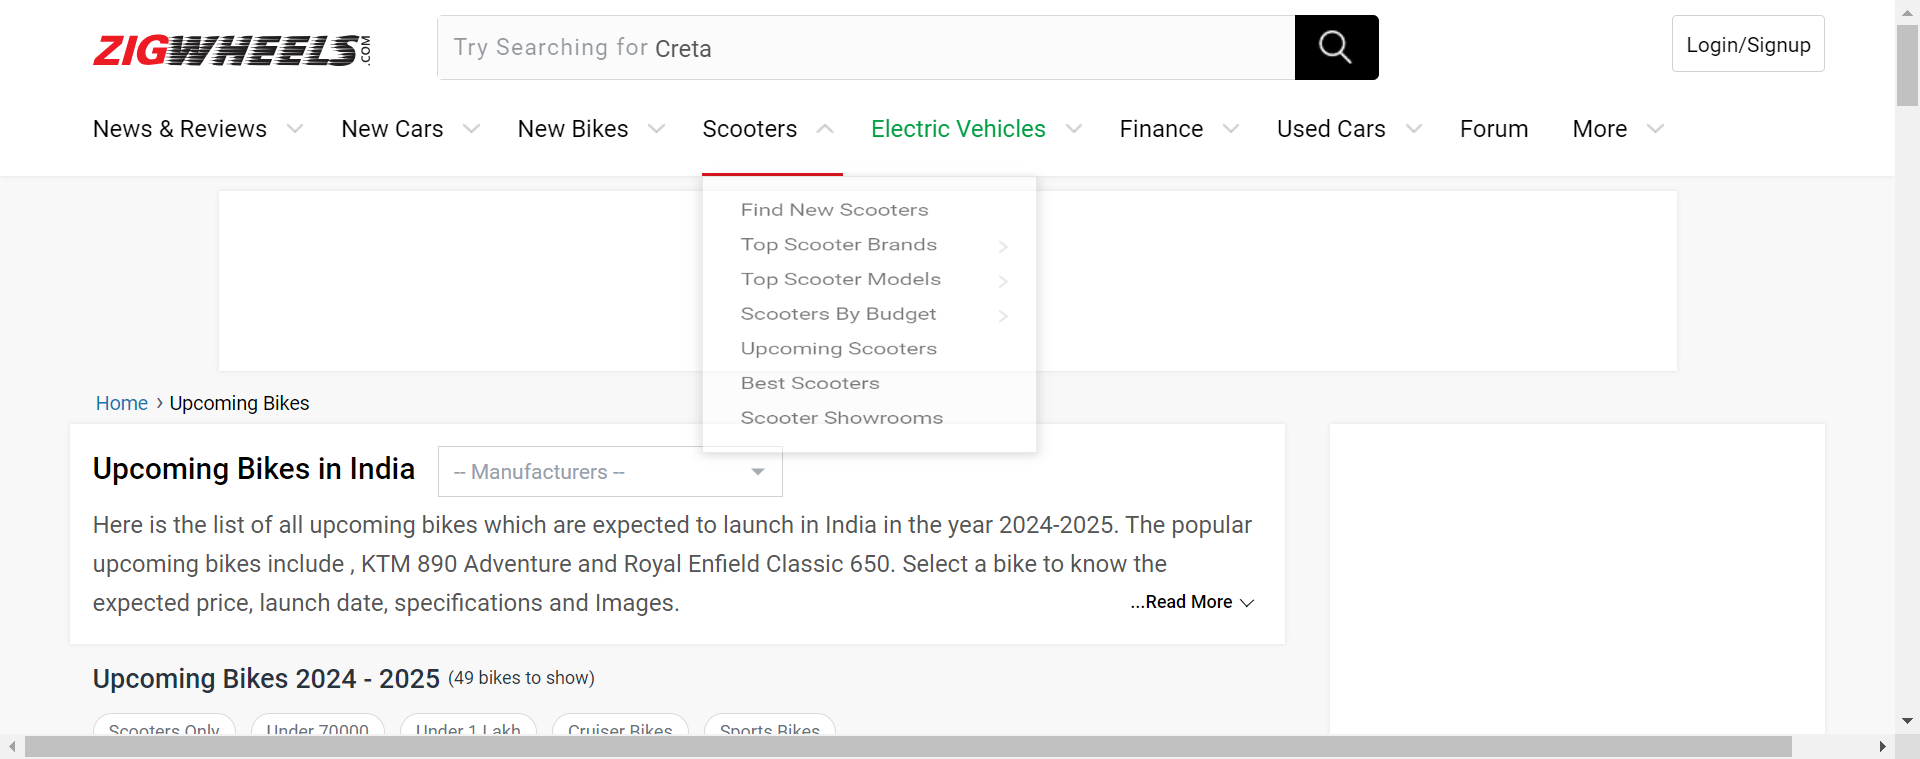 ZIGWHEELS.COM
Try Searching for Creta
Login/Signup
News & Reviews
New Cars
New Bikes
Scooters
Electric Vehicles
Finance
Used Cars
Forum
More
Find New Scooters
Top Scooter Brands
Top Scooter Models
Scooters By Budget
Upcoming Scooters
Best Scooters
Scooter Showrooms
Home › Upcoming Bikes
Upcoming Bikes in India
-- Manufacturers --
Here is the list of all upcoming bikes which are expected to launch in India in the year 2024-2025. The popular
upcoming bikes include , KTM 890 Adventure and Royal Enfield Classic 650. Select a bike to know the
expected price, launch date, specifications and Images.
...Read More
Upcoming Bikes 2024 - 2025 (49 bikes to show)
Scooters Only
Under 70000
Under 1 Lakh
Cruiser Bikes
Sports Bikes